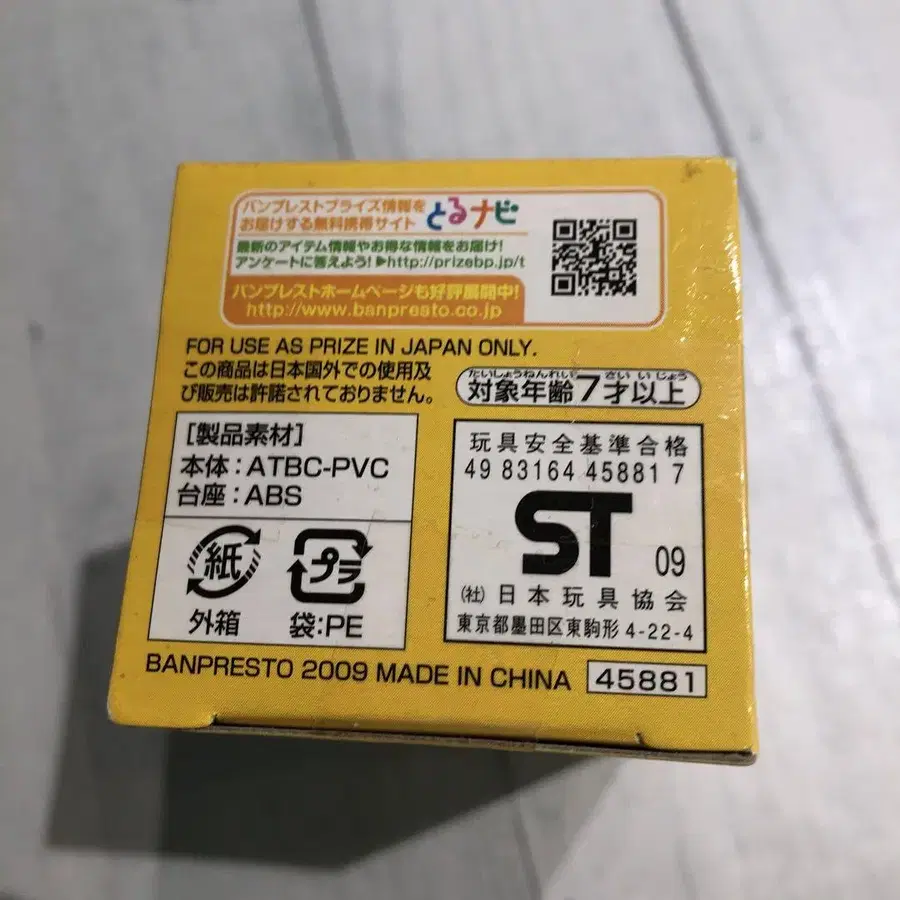 バンプレストプライズ情報を
お届けする無料携帯サイト とるナビ
最新のアイテム情報やお得な情報をお届け!
アンケートに答えよう!▶http://prizebp.jp/t
バンプレストホームページも好評展開中!
http://www.banpresto.co.jp
FOR USE AS PRIZE IN JAPAN ONLY.
この商品は日本国外での使用及
び販売は許諾されておりません。
たいしょうねんれい さい いじょう
対象年齢7才以上
[製品素材]
本体:ATBC-PVC
台座:ABS
紙 プラ
外箱 袋:PE
玩具安全基準合格
49 83164 45881 7
ST 09
(社)日本玩具協会
東京都墨田区東駒形 4-22-4
BANPRESTO 2009 MADE IN CHINA 45881